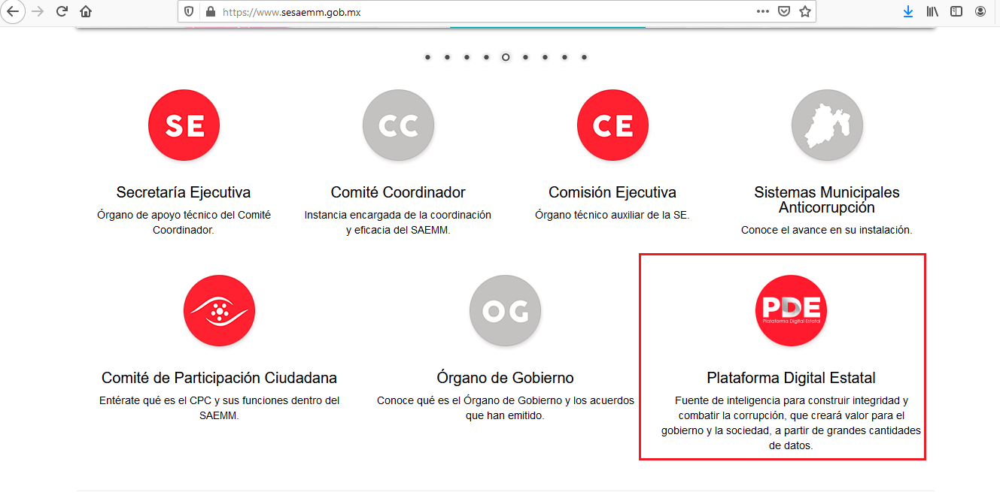 https://www.sesaemm.gob.mx
SE
CC
CE
Secretaría Ejecutiva
Órgano de apoyo técnico del Comité
Coordinador.
Comité Coordinador
Instancia encargada de la coordinación
y eficacia del SAEMM.
Comisión Ejecutiva
Órgano técnico auxiliar de la SE.
Sistemas Municipales
Anticorrupción
Conoce el avance en su instalación.
OG
PDE
Plataforma Digital Estatal
Comité de Participación Ciudadana
Entérate qué es el CPC y sus funciones dentro del
SAEMM.
Órgano de Gobierno
Conoce qué es el Órgano de Gobierno y los acuerdos
que han emitido.
Plataforma Digital Estatal
Fuente de inteligencia para construir integridad y
combatir la corrupción, que creará valor para el
gobierno y la sociedad, a partir de grandes cantidades
de datos.